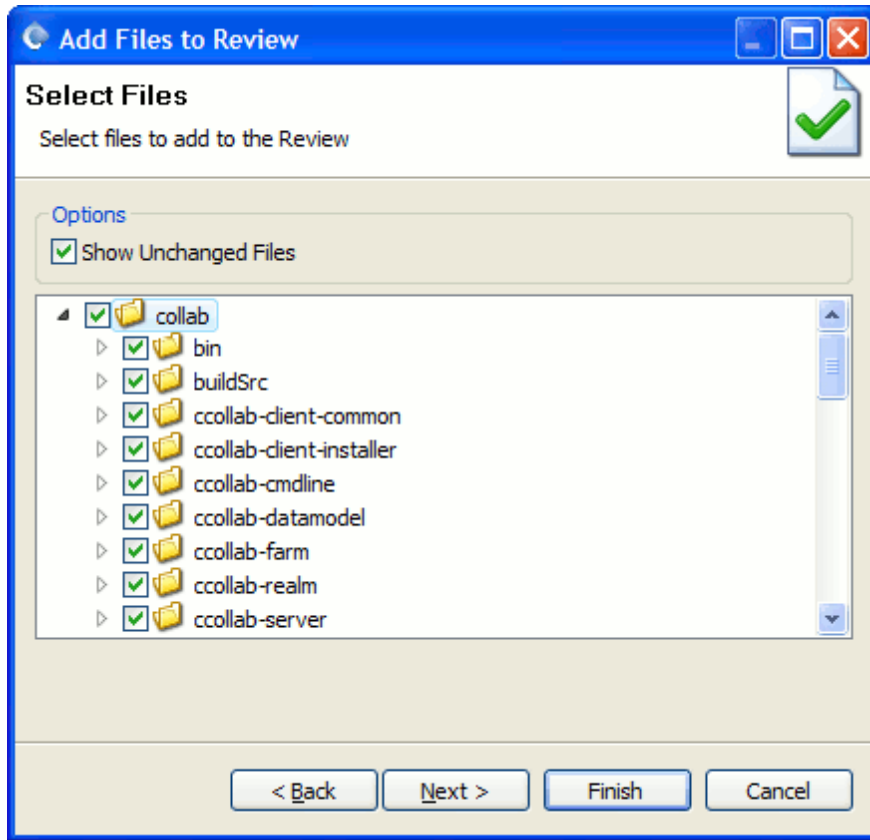 Add Files to Review
Select Files
Select files to add to the Review
Options
Show Unchanged Files
collab
bin
buildSrc
ccollab-client-common
ccollab-client-installer
ccollab-cmdline
ccollab-datamodel
ccollab-farm
ccollab-realm
ccollab-server
< Back Next > Finish Cancel